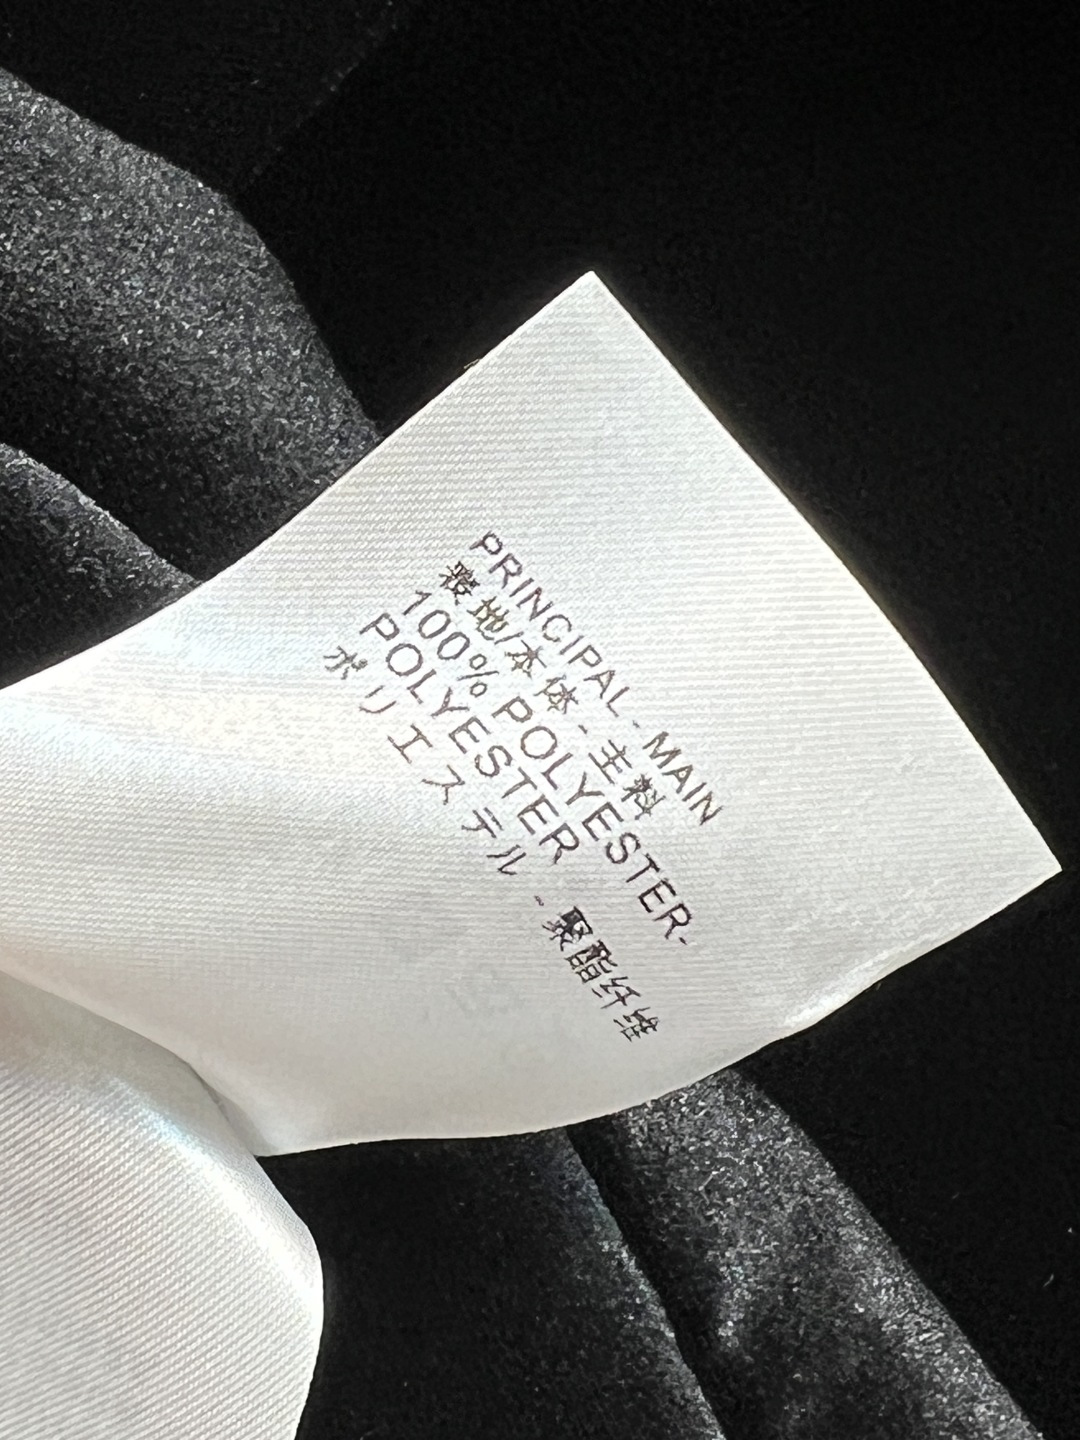 PRINCIPAL - MAIN
表地/本体 - 主料
100% POLYESTER-
POLYESTER
ポリエステル - 聚酯纤维